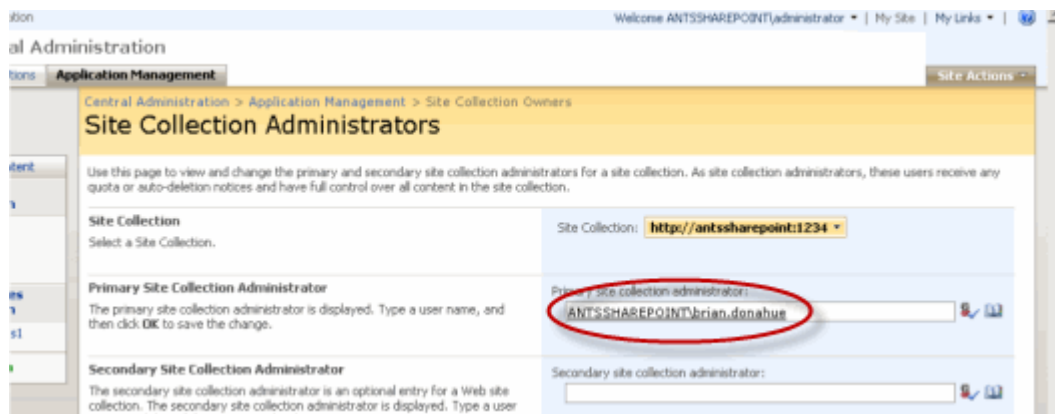 ation
Welcome ANTSSHAREPOINT\administrator | My Site | My Links
al Administration
tions Application Management Site Actions
Central Administration > Application Management > Site Collection Owners
Site Collection Administrators
tent
Use this page to view and change the primary and secondary site collection administrators for a site collection. As site collection administrators, these users receive any
quota or auto-deletion notices and have full control over all content in the site collection.
Site Collection
Select a Site Collection.
Site Collection: http://antssharepoint:1234
Primary Site Collection Administrator
The primary site collection administrator is displayed. Type a user name, and
then click OK to save the change.
Primary site collection administrator:
ANTSSHAREPOINT\brian.donahue
es
n
s1
Secondary Site Collection Administrator
The secondary site collection administrator is an optional entry for a Web site
collection. The secondary site collection administrator is displayed. Type a user
Secondary site collection administrator: